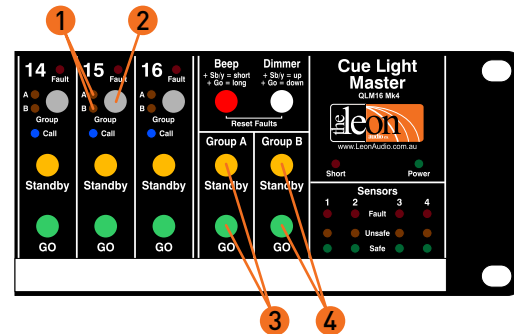 1
2
14
Fault
A
B
Group
Call
Standby
GO
15
Fault
A
B
Group
Call
Standby
GO
16
Fault
A
B
Group
Call
Standby
GO
Beep
+ Sb/y = short
+ Go = long
Dimmer
+ Sb/y = up
+ Go = down
Reset Faults
Group A
Standby
GO
Group B
Standby
GO
Cue Light
Master
QLM16 Mk4
the leon
www.LeonAudio.com.au
Short
Power
Sensors
1 2 3 4
Fault
Unsafe
Safe
3
4